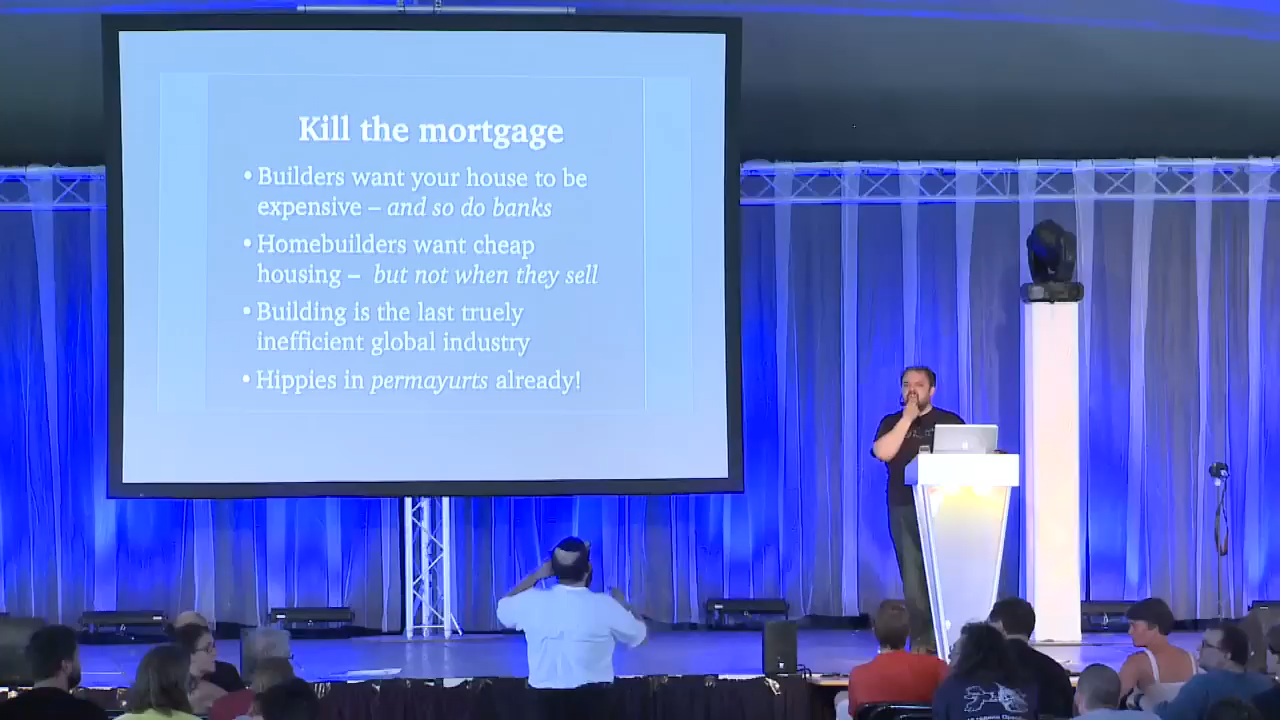 Kill the mortgage
• Builders want your house to be
expensive – and so do banks
• Homebuilders want cheap
housing – but not when they sell
• Building is the last truely
inefficient global industry
• Hippies in permayurts already!